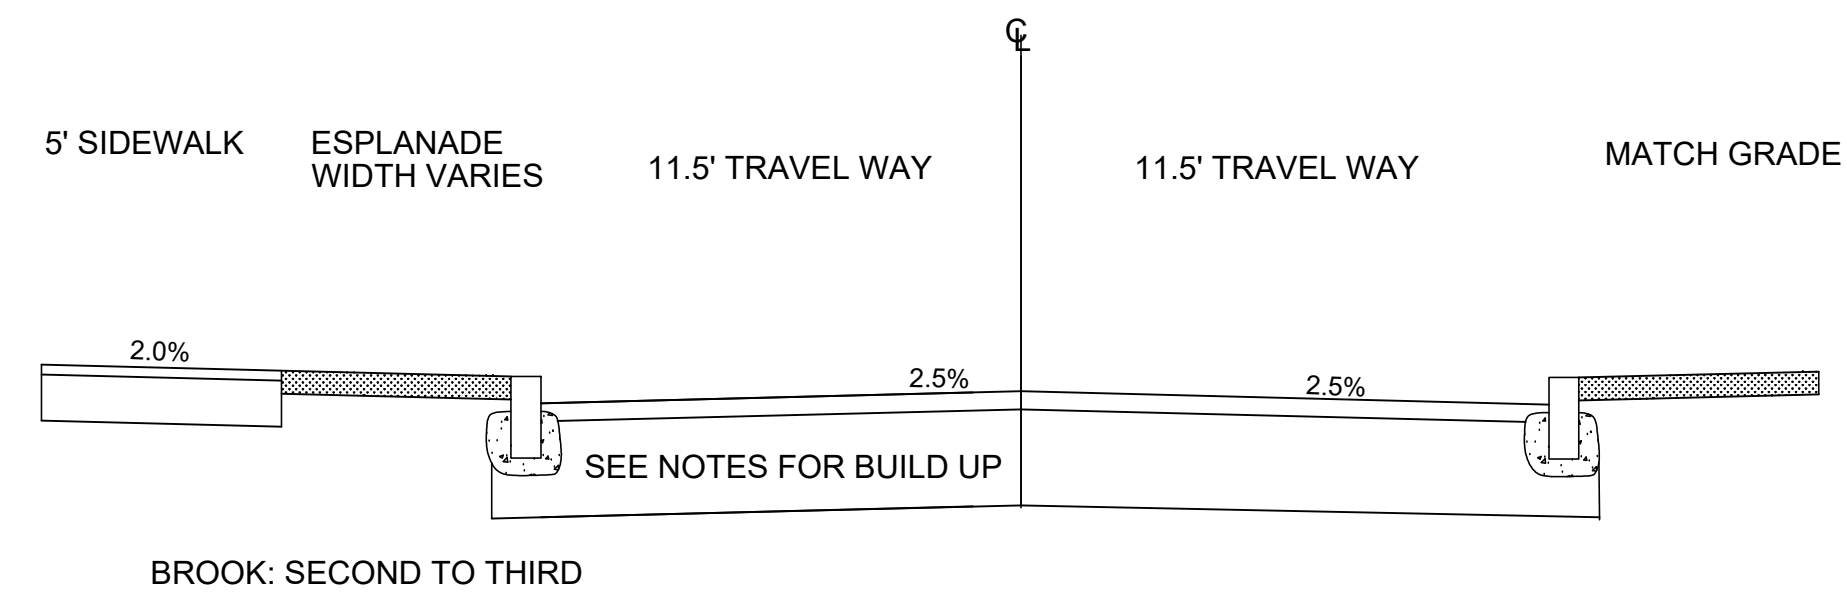 ℄
5' SIDEWALK
ESPLANADE
WIDTH VARIES
11.5' TRAVEL WAY
11.5' TRAVEL WAY
MATCH GRADE
2.0%
2.5%
2.5%
SEE NOTES FOR BUILD UP
BROOK: SECOND TO THIRD